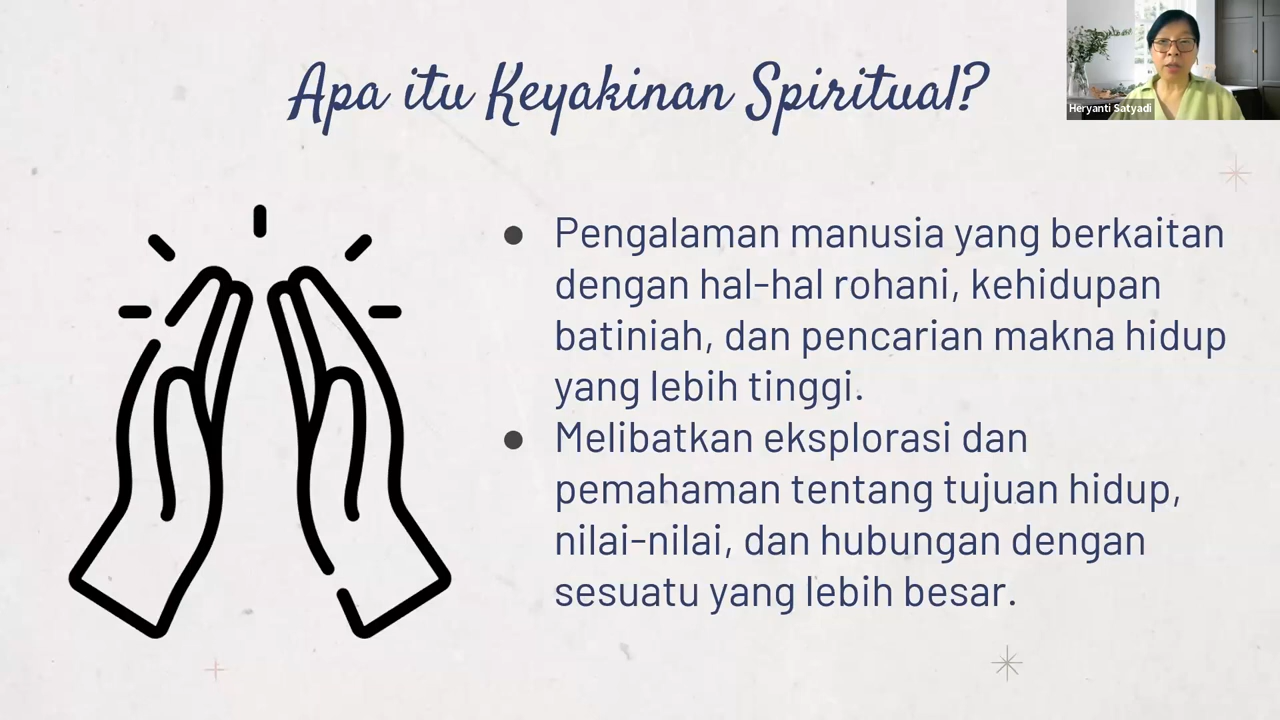 Apa itu Keyakinan Spiritual?
Heryanti Satyadi
Pengalaman manusia yang berkaitan
dengan hal-hal rohani, kehidupan
batiniah, dan pencarian makna hidup
yang lebih tinggi.
Melibatkan eksplorasi dan
pemahaman tentang tujuan hidup,
nilai-nilai, dan hubungan dengan
sesuatu yang lebih besar.